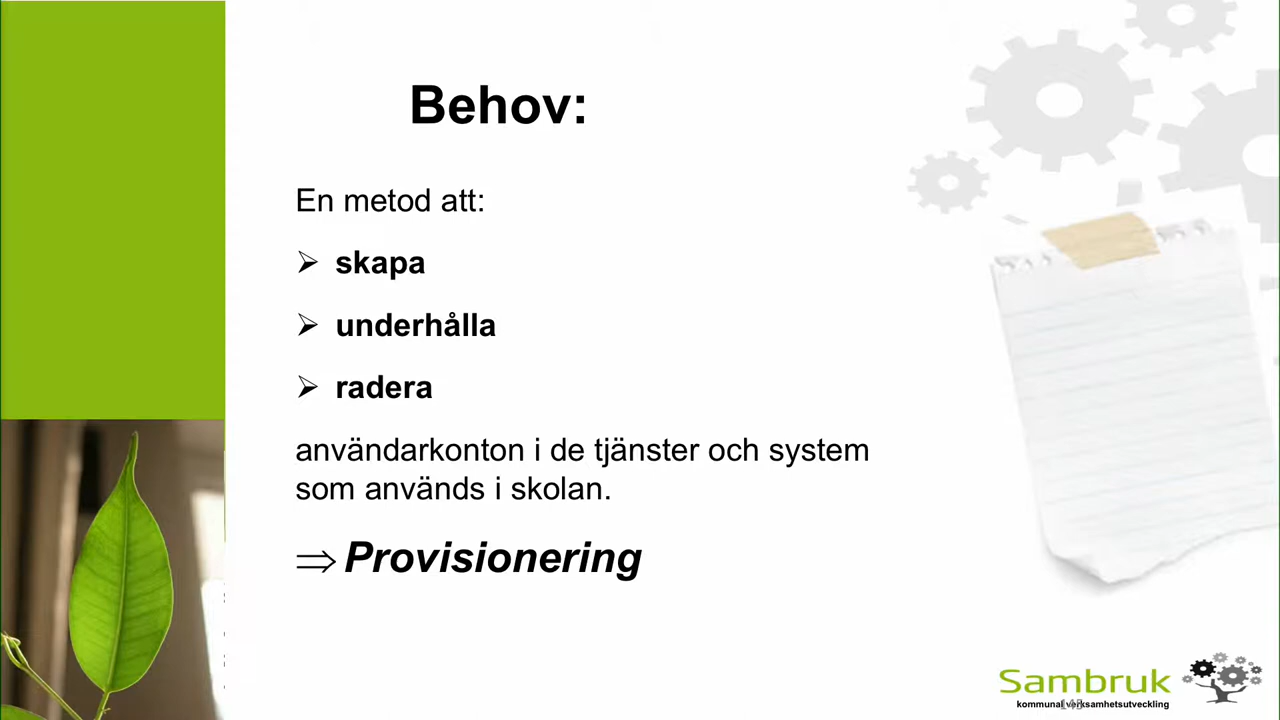 Behov:
En metod att:
➢ skapa
➢ underhålla
➢ radera
användarkonton i de tjänster och system
som används i skolan.
⇒ Provisionering
Sambruk
kommunal verksamhetsutveckling